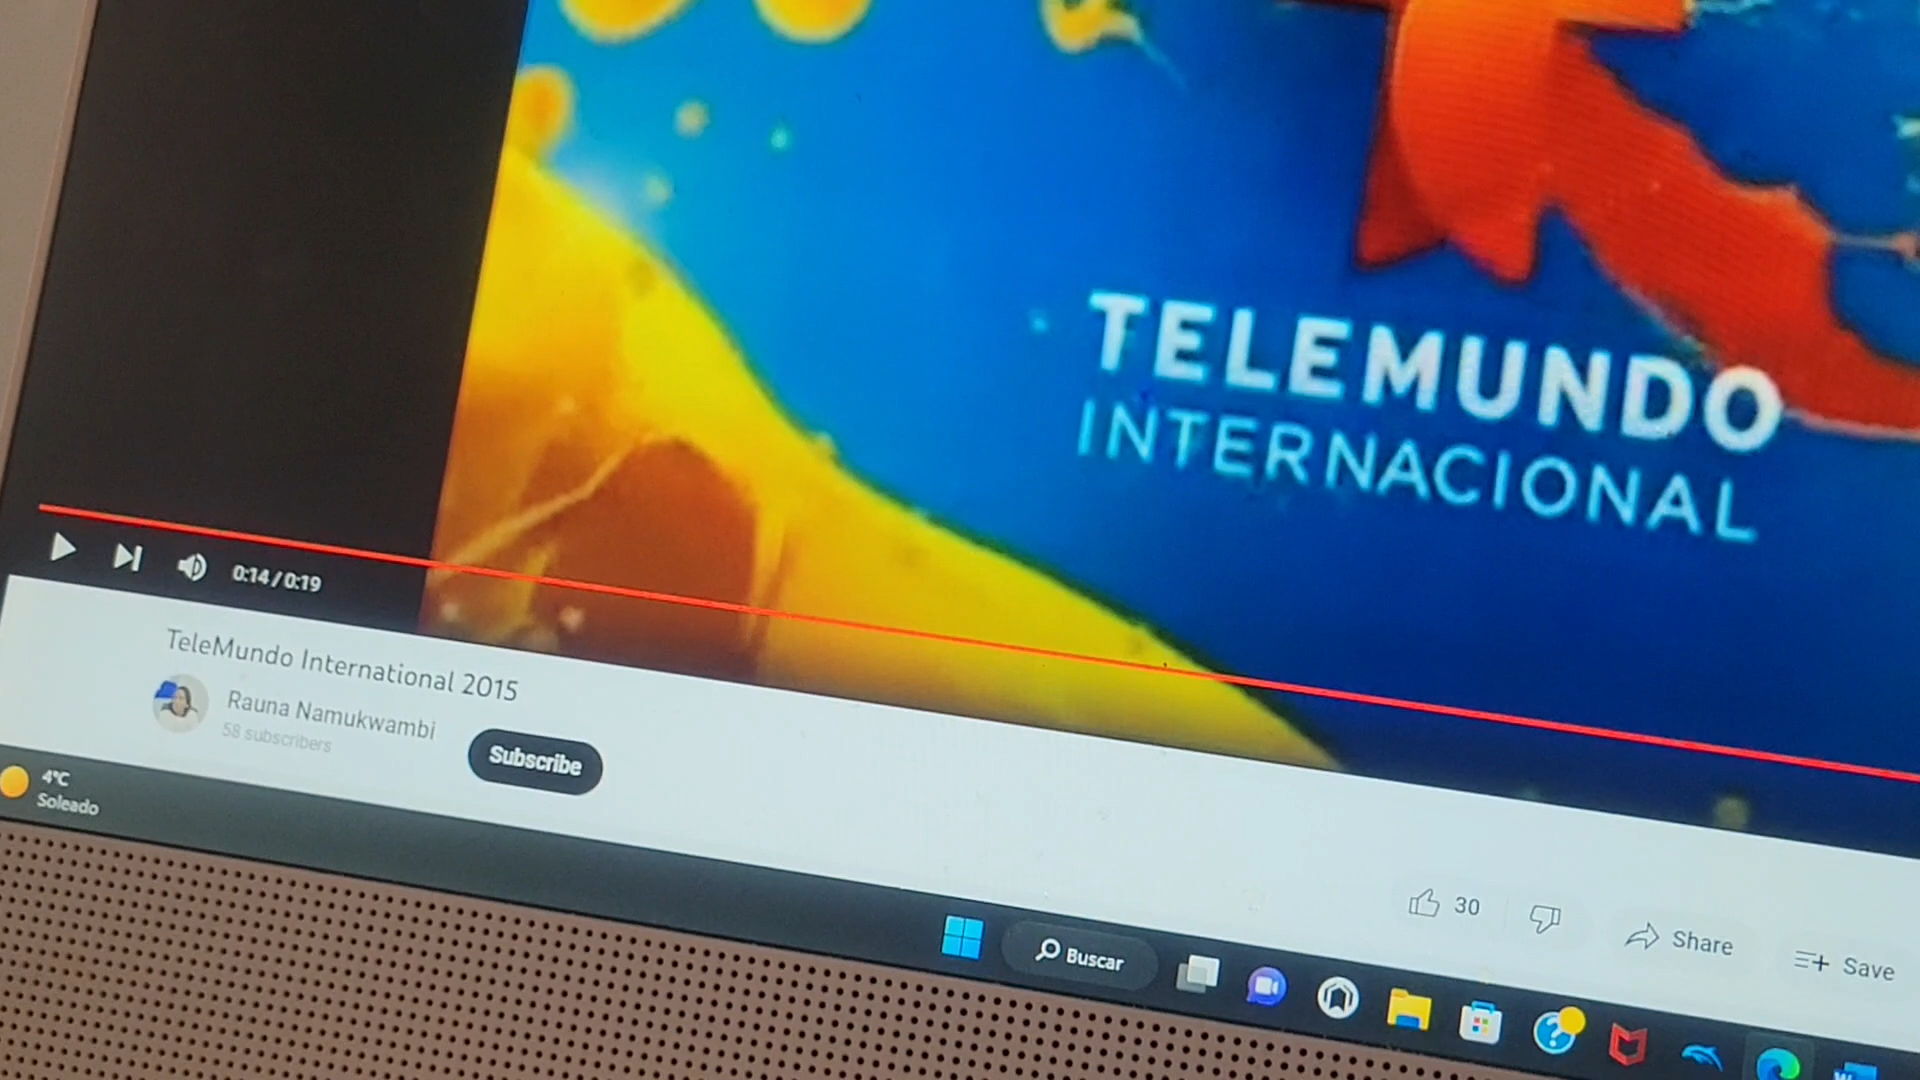 TELEMUNDO
INTERNACIONAL
0:14 / 0:19
TeleMundo International 2015
Rauna Namukwambi
58 subscribers
Subscribe
30
Share
Save
4°C
Soleado
Buscar